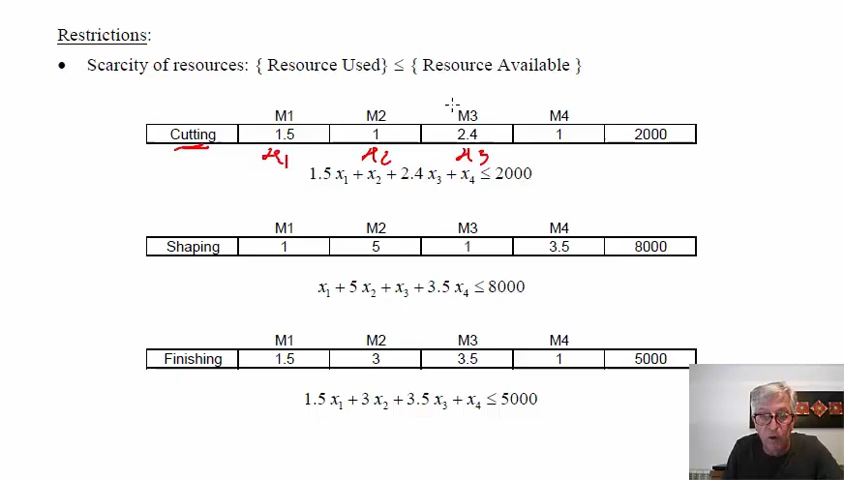 Restrictions:
• Scarcity of resources: { Resource Used} ≤ { Resource Available }
M1 M2 M3 M4
Cutting 1.5 1 2.4 1 2000
x1 x2 x3
1.5 x₁ + x₂ + 2.4 x₃ + x₄ ≤ 2000
M1 M2 M3 M4
Shaping 1 5 1 3.5 8000
x₁ + 5 x₂ + x₃ + 3.5 x₄ ≤ 8000
M1 M2 M3 M4
Finishing 1.5 3 3.5 1 5000
1.5 x₁ + 3 x₂ + 3.5 x₃ + x₄ ≤ 5000